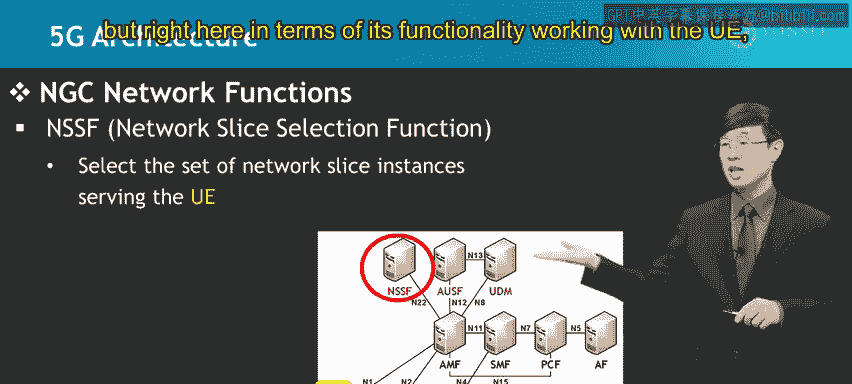 but right here in terms of its functionality working with the UE,
5G Architecture
NGC Network Functions
NSSF (Network Slice Selection Function)
Select the set of network slice instances
serving the UE
N13
NSSF AUSF UDM
N22 N12 N8
N11 N7 N5
AMF SMF PCF AF
N1 N2 N4 N15